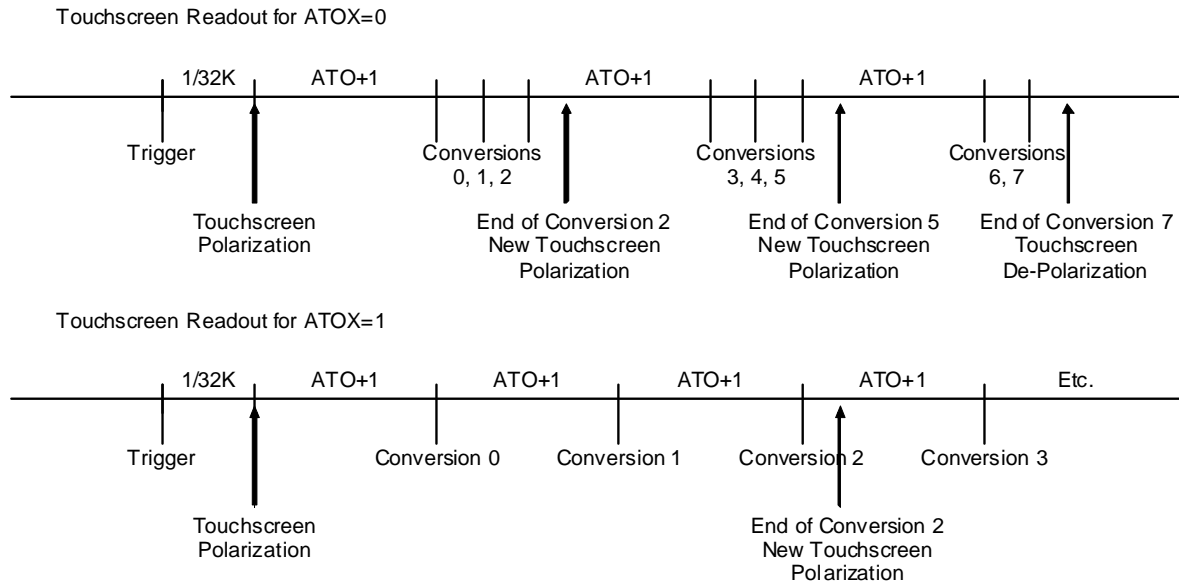 Touchscreen Readout for ATOX=0
1/32K ATO+1 ATO+1 ATO+1
Trigger Conversions Conversions Conversions
0, 1, 2 3, 4, 5 6, 7
Touchscreen End of Conversion 2 End of Conversion 5 End of Conversion 7
Polarization New Touchscreen New Touchscreen Touchscreen
Polarization Polarization De-Polarization
Touchscreen Readout for ATOX=1
1/32K ATO+1 ATO+1 ATO+1 ATO+1 Etc.
Trigger Conversion 0 Conversion 1 Conversion 2 Conversion 3
Touchscreen End of Conversion 2
Polarization New Touchscreen
Polarization